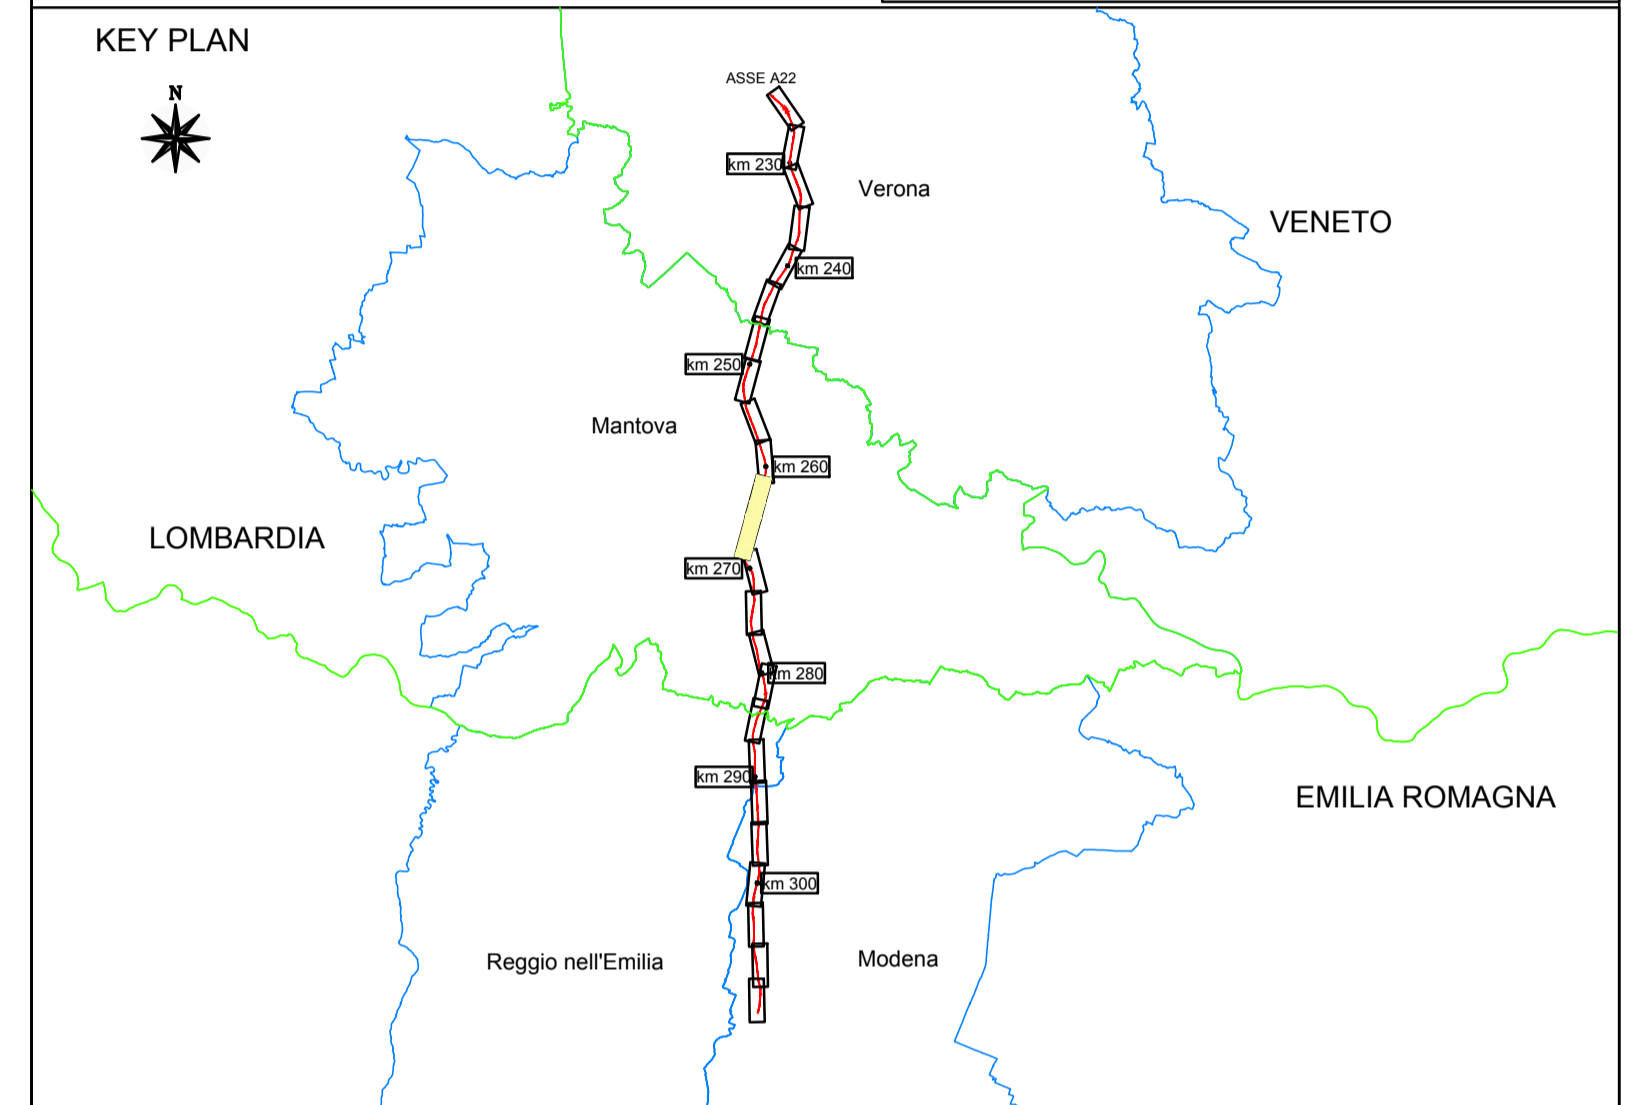 KEY PLAN
N
ASSE A22
km 230
Verona
VENETO
km 240
km 250
Mantova
km 260
LOMBARDIA
km 270
km 280
km 290
EMILIA ROMAGNA
km 300
Reggio nell'Emilia
Modena